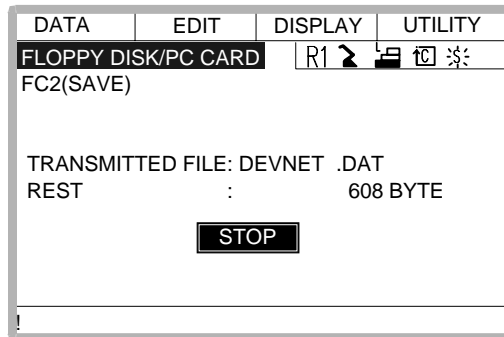 DATA EDIT DISPLAY UTILITY
FLOPPY DISK/PC CARD R1 C S
FC2(SAVE)
TRANSMITTED FILE: DEVNET .DAT
REST : 608 BYTE
STOP
!